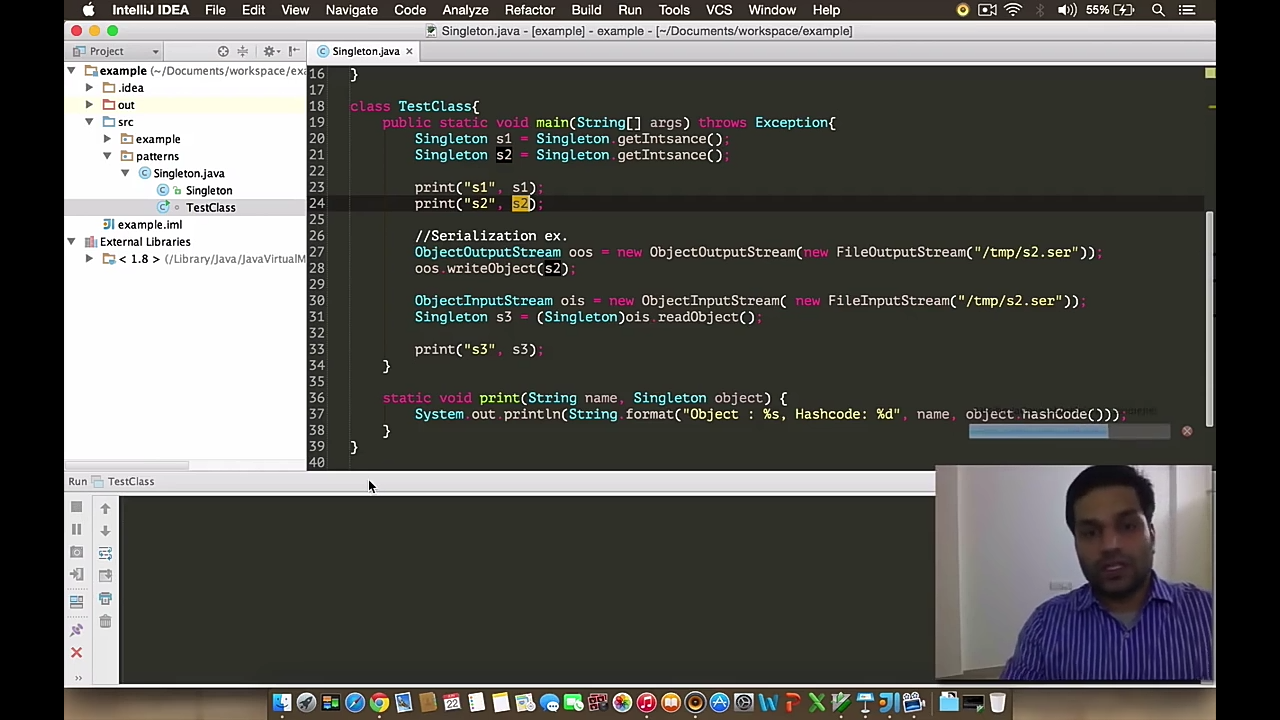 IntelliJ IDEA File Edit View Navigate Code Analyze Refactor Build Run Tools VCS Window Help 55%
Singleton.java - [example] - example - [~/Documents/workspace/example]
Project
Singleton.java
example (~/Documents/workspace/exa
.idea
out
src
example
patterns
Singleton.java
Singleton
TestClass
example.iml
External Libraries
< 1.8 > (/Library/Java/JavaVirtualM
16 }
17
18 class TestClass{
19 public static void main(String[] args) throws Exception{
20 Singleton s1 = Singleton.getIntsance();
21 Singleton s2 = Singleton.getIntsance();
22
23 print("s1", s1);
24 print("s2", s2);
25
26 //Serialization ex.
27 ObjectOutputStream oos = new ObjectOutputStream(new FileOutputStream("/tmp/s2.ser"));
28 oos.writeObject(s2);
29
30 ObjectInputStream ois = new ObjectInputStream( new FileInputStream("/tmp/s2.ser"));
31 Singleton s3 = (Singleton)ois.readObject();
32
33 print("s3", s3);
34 }
35
36 static void print(String name, Singleton object) {
37 System.out.println(String.format("Object : %s, Hashcode: %d", name, object.hashCode()));
38 }
39 }
40
Run TestClass
22